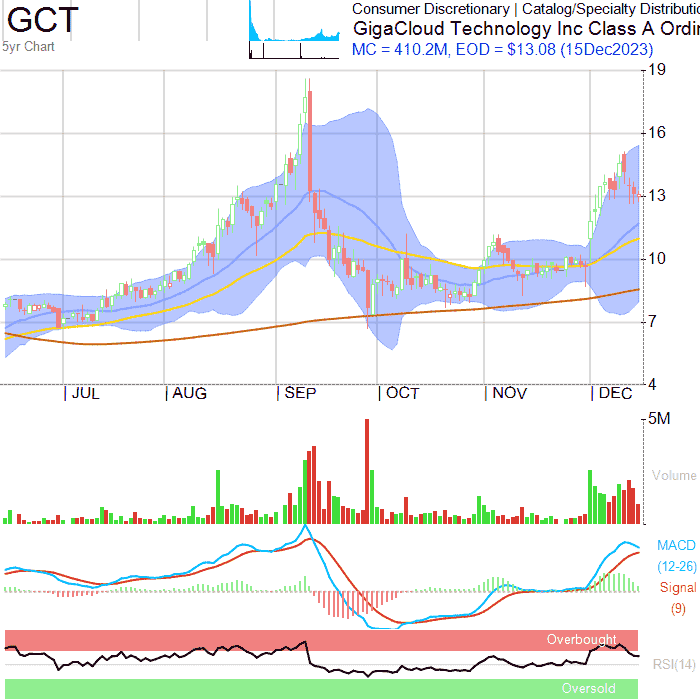 GCT
5yr Chart
Consumer Discretionary | Catalog/Specialty Distributio
GigaCloud Technology Inc Class A Ordin
MC = 410.2M, EOD = $13.08 (15Dec2023)
19
16
13
10
7
4
JUL
AUG
SEP
OCT
NOV
DEC
5M
Volume
MACD
(12-26)
Signal
(9)
Overbought
RSI(14)
Oversold